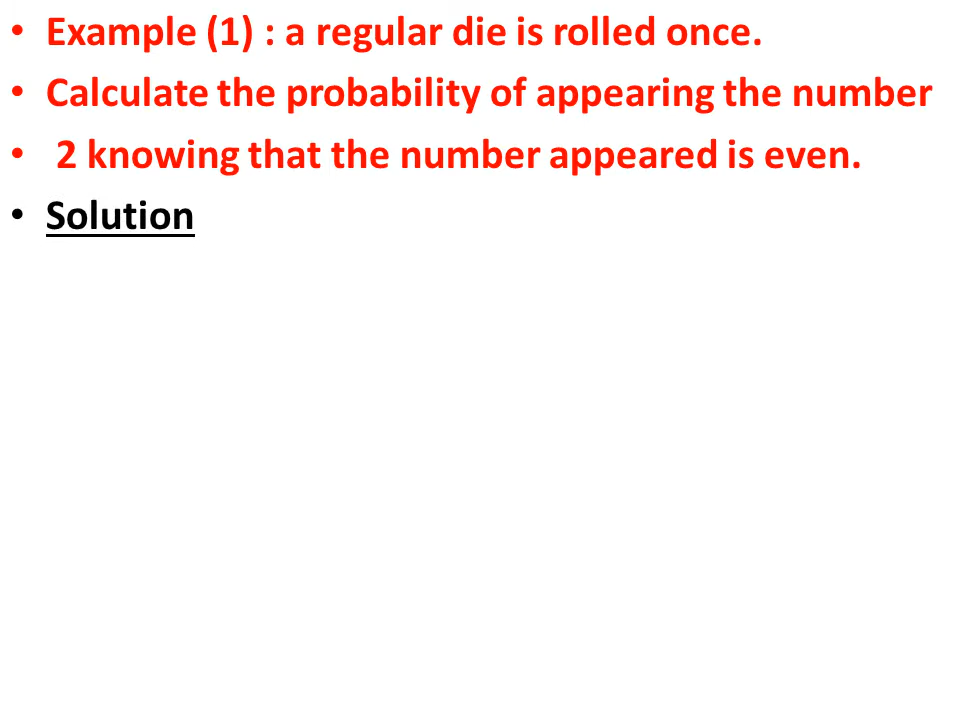 • Example (1) : a regular die is rolled once.
• Calculate the probability of appearing the number
• 2 knowing that the number appeared is even.
• Solution